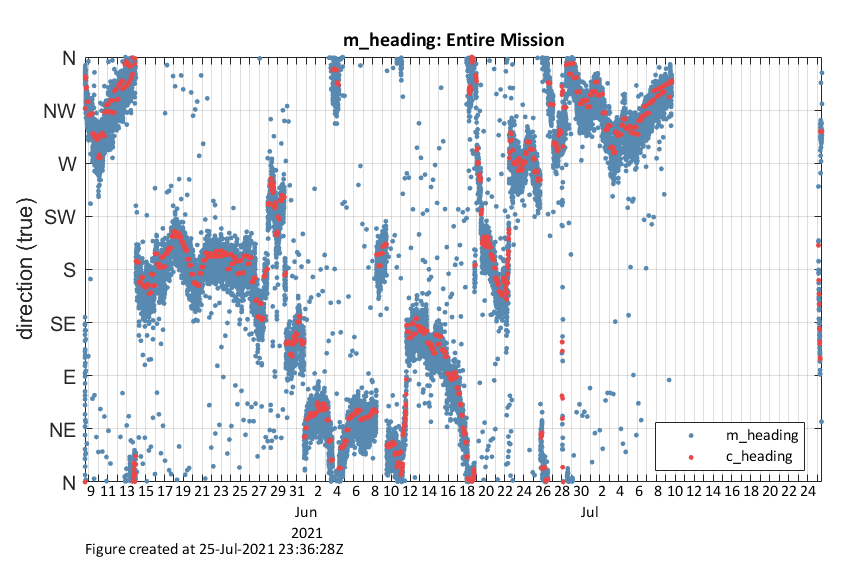 m_heading: Entire Mission
direction (true)
N
NW
W
SW
S
SE
E
NE
N
m_heading
c_heading
9 11 13 15 17 19 21 23 25 27 29 31 2 4 6 8 10 12 14 16 18 20 22 24 26 28 30 2 4 6 8 10 12 14 16 18 20 22 24
Jun Jul
2021
Figure created at 25-Jul-2021 23:36:28Z